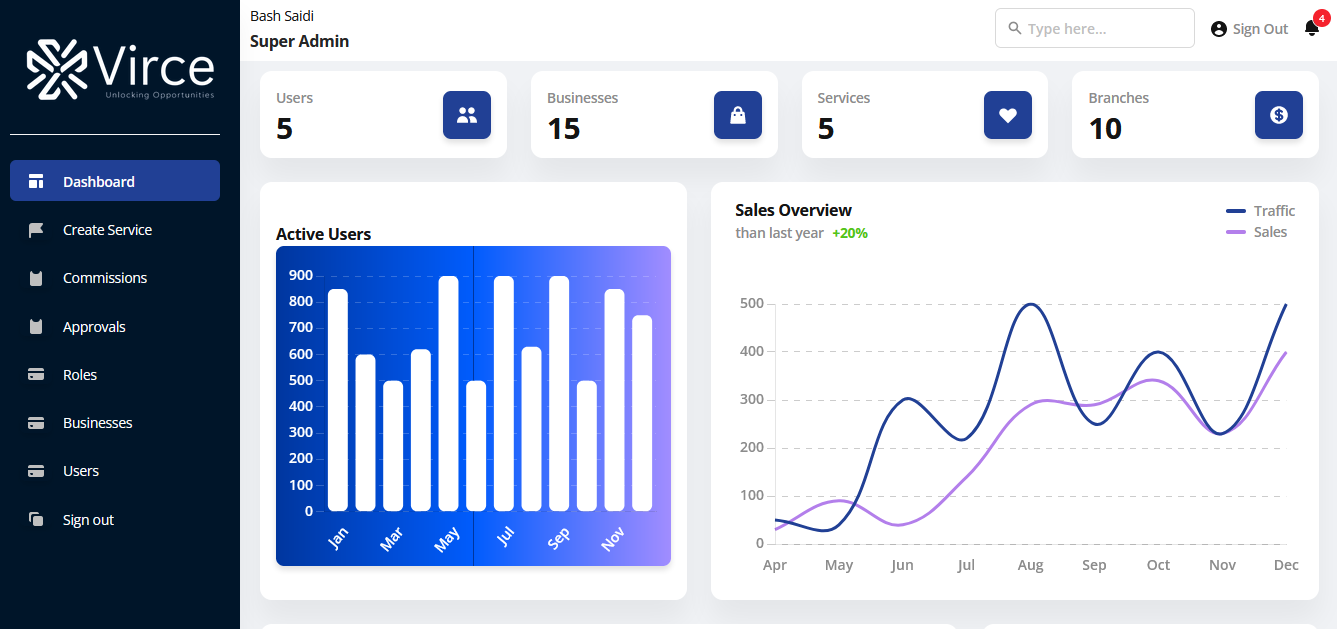 Virce
Unlocking Opportunities
Dashboard
Create Service
Commissions
Approvals
Roles
Businesses
Users
Sign out
Bash Saidi
Super Admin
Type here...
Sign Out
4
Users
5
Businesses
15
Services
5
Branches
10
$
Active Users
900
800
700
600
500
400
300
200
100
0
Jan
Mar
May
Jul
Sep
Nov
Sales Overview
than last year +20%
Traffic
Sales
500
400
300
200
100
0
Apr May Jun Jul Aug Sep Oct Nov Dec